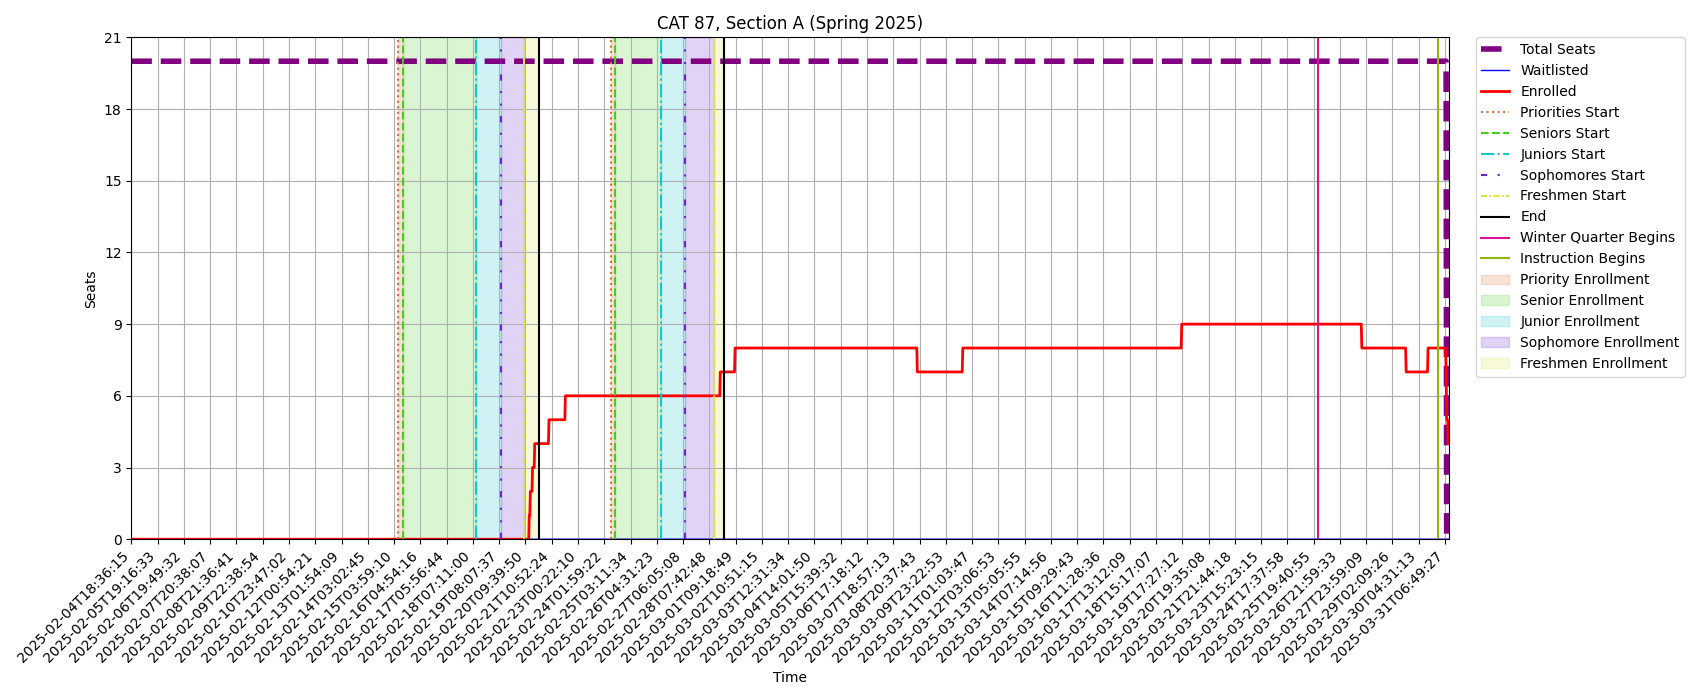 CAT 87, Section A (Spring 2025)
21
18
15
12
9
6
3
0
Seats
2025-02-04T18:36:15
2025-02-05T19:16:33
2025-02-06T19:49:32
2025-02-07T20:38:07
2025-02-08T21:36:41
2025-02-09T22:38:54
2025-02-10T23:47:02
2025-02-12T00:54:21
2025-02-13T01:54:09
2025-02-14T03:02:45
2025-02-15T03:59:10
2025-02-16T04:54:16
2025-02-17T05:56:44
2025-02-18T07:11:00
2025-02-19T08:07:37
2025-02-20T09:39:50
2025-02-21T10:52:24
2025-02-23T00:22:10
2025-02-24T01:59:22
2025-02-25T03:11:34
2025-02-26T04:31:23
2025-02-27T06:05:08
2025-02-28T07:42:48
2025-03-01T09:18:49
2025-03-02T10:51:15
2025-03-03T12:31:34
2025-03-04T14:01:50
2025-03-05T15:39:32
2025-03-06T17:18:12
2025-03-07T18:57:13
2025-03-08T20:37:43
2025-03-09T23:22:53
2025-03-11T01:03:47
2025-03-12T03:06:53
2025-03-13T05:05:55
2025-03-14T07:14:56
2025-03-15T09:29:43
2025-03-16T11:28:36
2025-03-17T13:12:09
2025-03-18T15:17:07
2025-03-19T17:27:12
2025-03-20T19:35:08
2025-03-21T21:44:18
2025-03-23T15:23:15
2025-03-24T17:37:58
2025-03-25T19:40:55
2025-03-26T21:59:33
2025-03-27T23:59:09
2025-03-29T02:09:26
2025-03-30T04:31:13
2025-03-31T06:49:27
Time
Total Seats
Waitlisted
Enrolled
Priorities Start
Seniors Start
Juniors Start
Sophomores Start
Freshmen Start
End
Winter Quarter Begins
Instruction Begins
Priority Enrollment
Senior Enrollment
Junior Enrollment
Sophomore Enrollment
Freshmen Enrollment